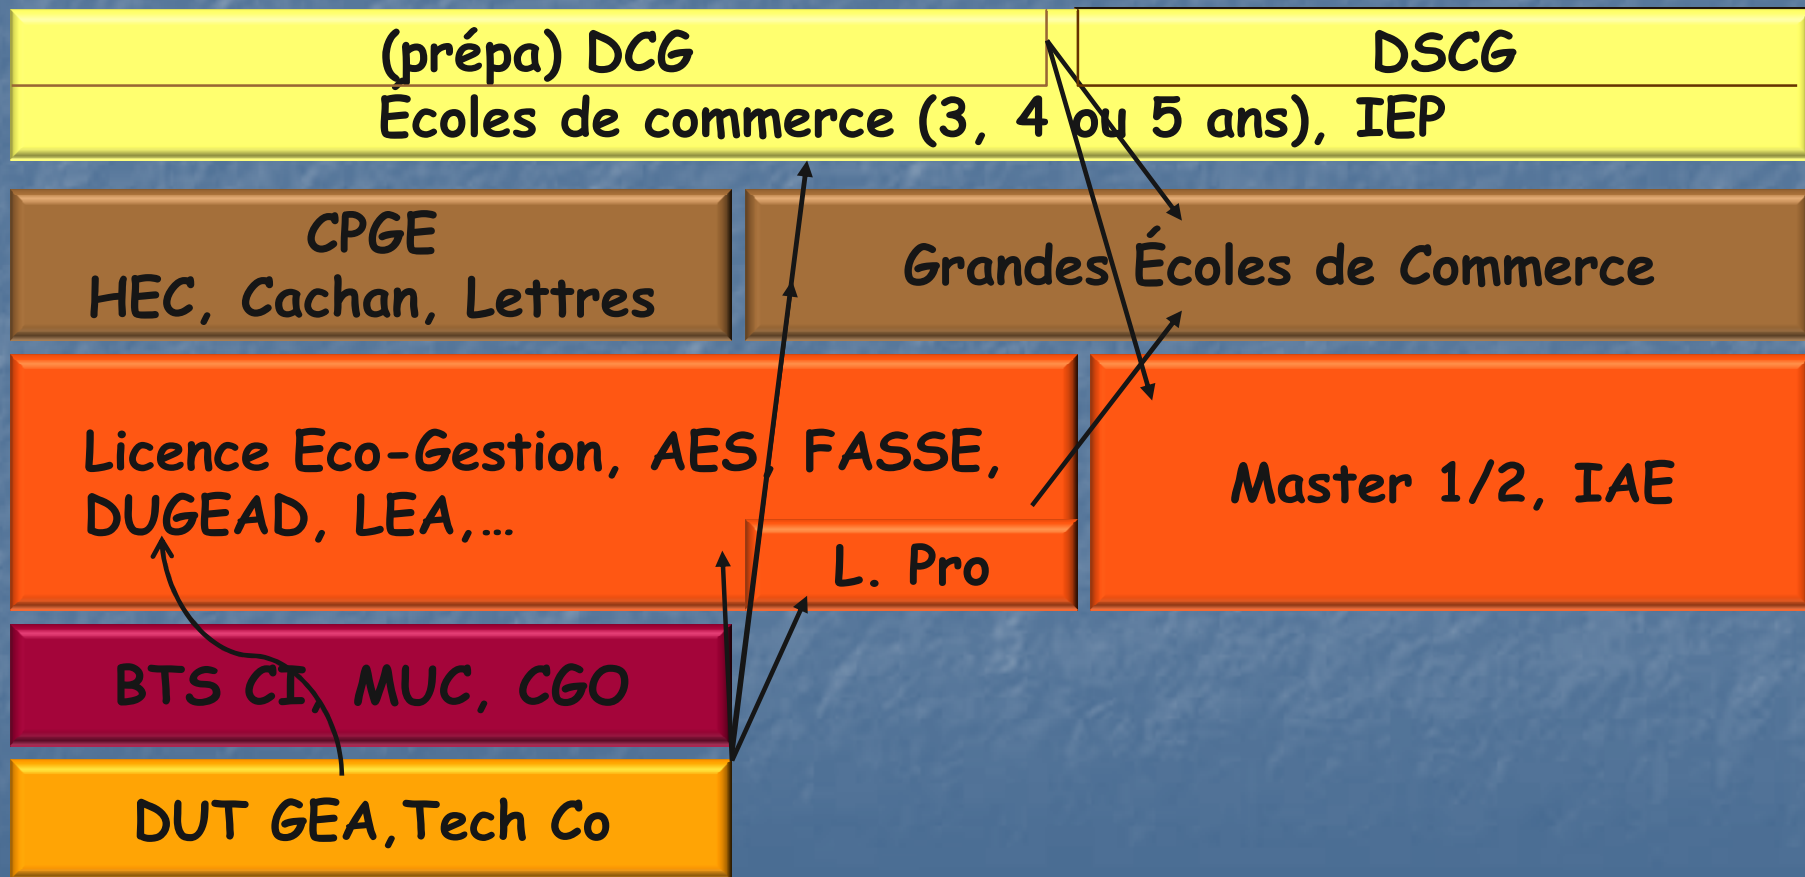 (prépa) DCG
DSCG
Écoles de commerce (3, 4 ou 5 ans), IEP
CPGE
HEC, Cachan, Lettres
Grandes Écoles de Commerce
Licence Eco-Gestion, AES, FASSE,
DUGEAD, LEA,...
L. Pro
Master 1/2, IAE
BTS CI, MUC, CGO
DUT GEA,Tech Co